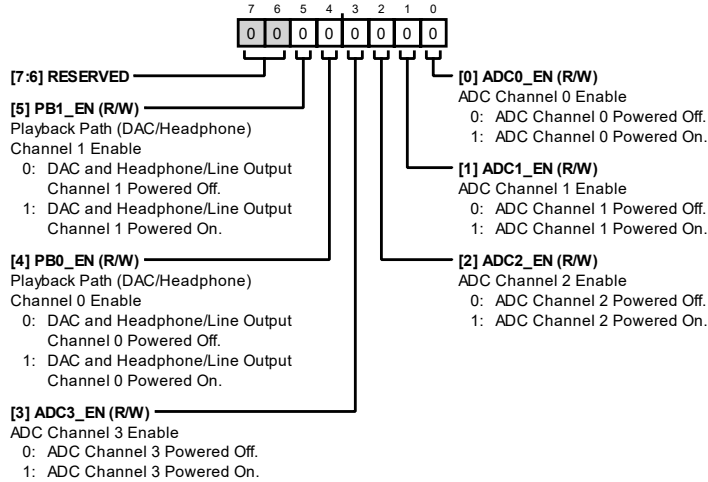 7 6 5 4 3 2 1 0
0 0 0 0 0 0 0 0
[7:6] RESERVED
[5] PB1_EN (R/W)
Playback Path (DAC/Headphone)
Channel 1 Enable
0: DAC and Headphone/Line Output
Channel 1 Powered Off.
1: DAC and Headphone/Line Output
Channel 1 Powered On.
[4] PB0_EN (R/W)
Playback Path (DAC/Headphone)
Channel 0 Enable
0: DAC and Headphone/Line Output
Channel 0 Powered Off.
1: DAC and Headphone/Line Output
Channel 0 Powered On.
[3] ADC3_EN (R/W)
ADC Channel 3 Enable
0: ADC Channel 3 Powered Off.
1: ADC Channel 3 Powered On.
[0] ADC0_EN (R/W)
ADC Channel 0 Enable
0: ADC Channel 0 Powered Off.
1: ADC Channel 0 Powered On.
[1] ADC1_EN (R/W)
ADC Channel 1 Enable
0: ADC Channel 1 Powered Off.
1: ADC Channel 1 Powered On.
[2] ADC2_EN (R/W)
ADC Channel 2 Enable
0: ADC Channel 2 Powered Off.
1: ADC Channel 2 Powered On.